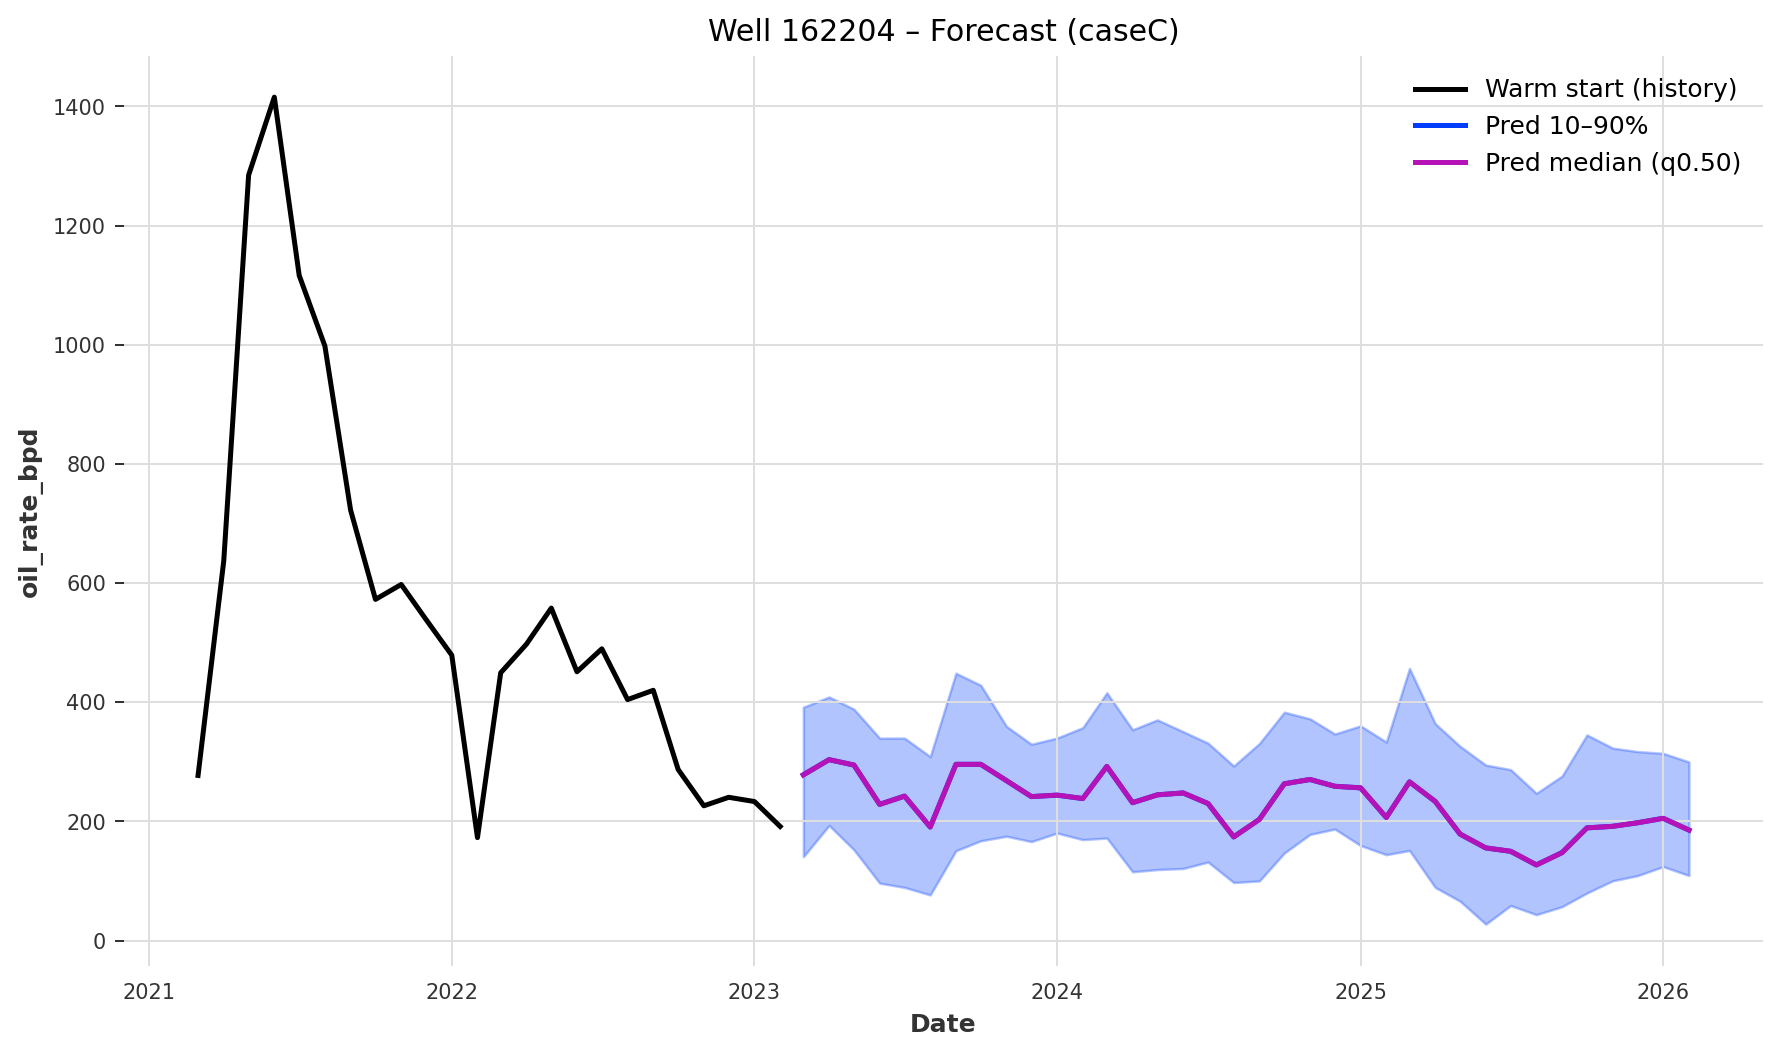 Well 162204 – Forecast (caseC)
Warm start (history)
Pred 10–90%
Pred median (q0.50)
oil_rate_bpd
1400
1200
1000
800
600
400
200
0
2021 2022 2023 2024 2025 2026
Date